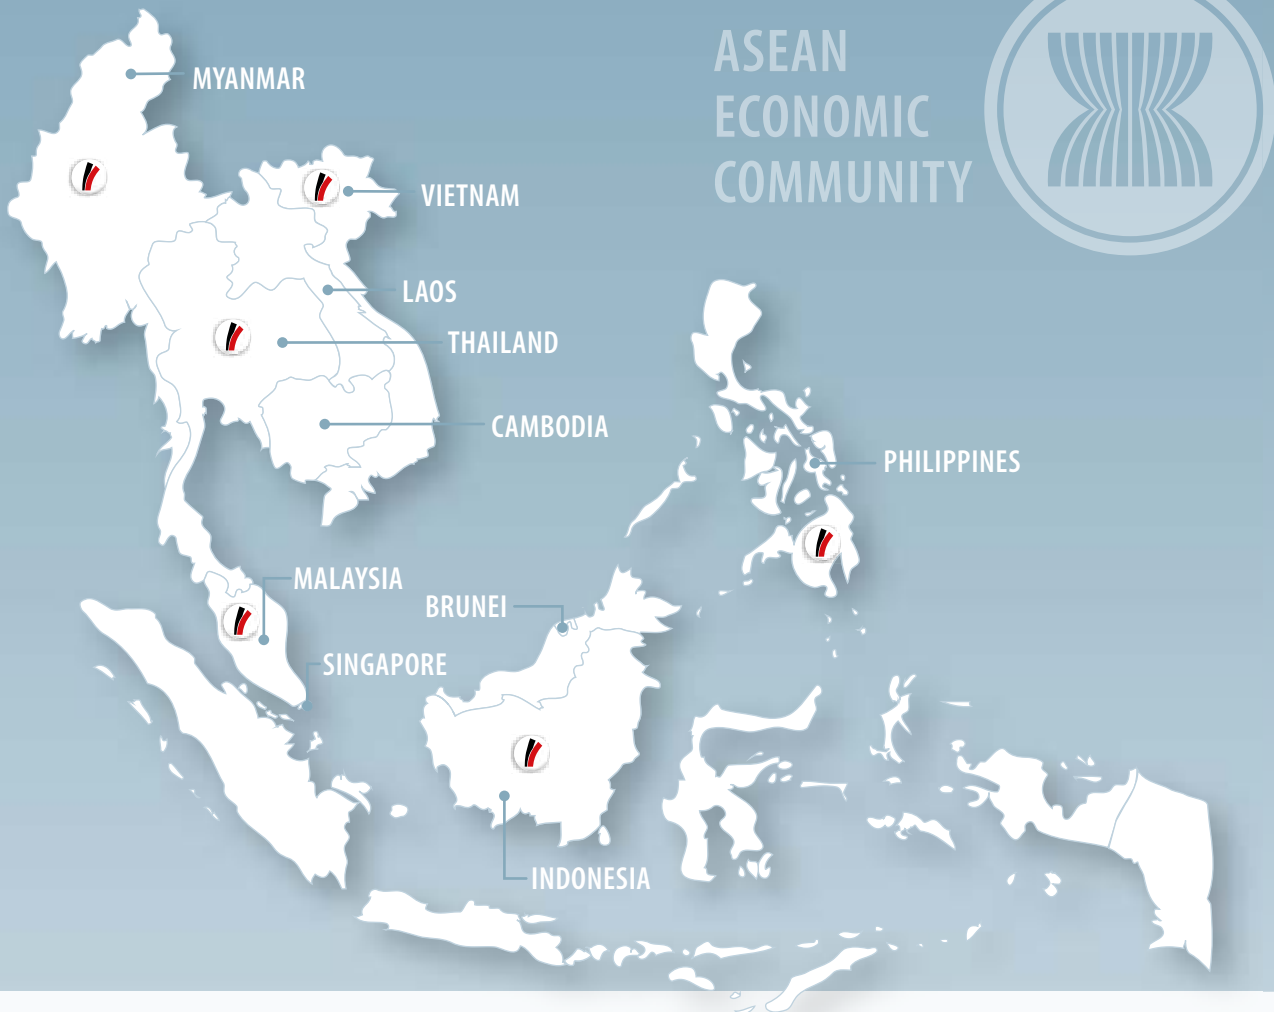 ASEAN
ECONOMIC
COMMUNITY
MYANMAR
VIETNAM
LAOS
THAILAND
CAMBODIA
PHILIPPINES
MALAYSIA
BRUNEI
SINGAPORE
INDONESIA